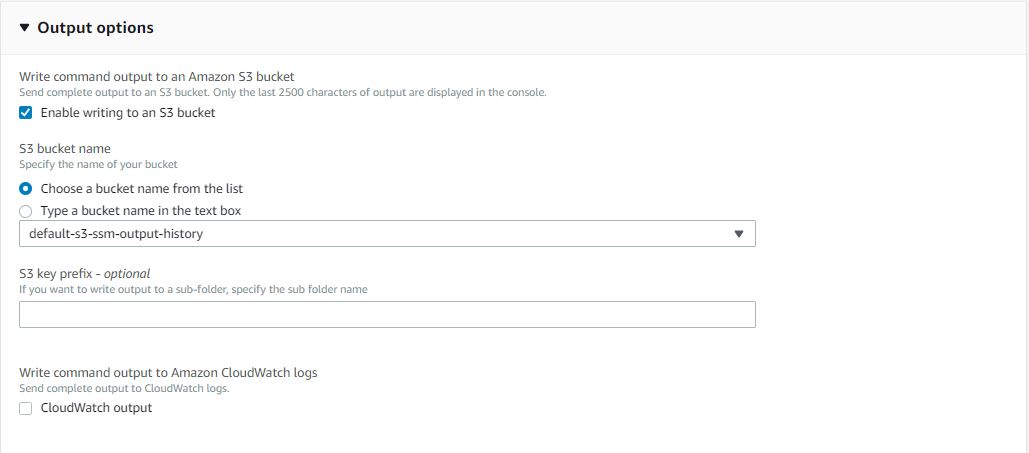 Output options
Write command output to an Amazon S3 bucket
Send complete output to an S3 bucket. Only the last 2500 characters of output are displayed in the console.
Enable writing to an S3 bucket
S3 bucket name
Specify the name of your bucket
Choose a bucket name from the list
Type a bucket name in the text box
default-s3-ssm-output-history
S3 key prefix - optional
If you want to write output to a sub-folder, specify the sub folder name
Write command output to Amazon CloudWatch logs
Send complete output to CloudWatch logs.
CloudWatch output